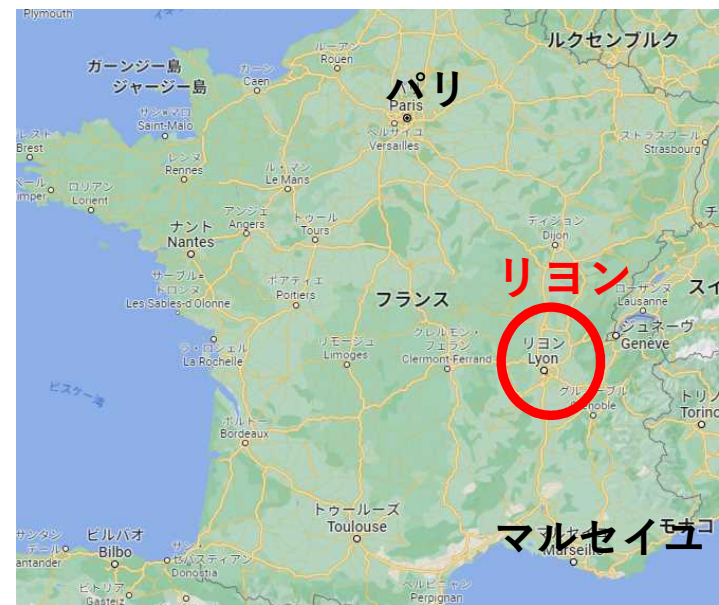 Plymouth
ルクセンブルク
ガーンジー島
ジャージー島
ルーアン
Rouen
カーン
Caen
パリ
Paris
サン=マロ
Saint-Malo
ベルサイユ
Versailles
ストラスブール
Strasbourg
レスト
Brest
レンヌ
Rennes
ル・マン
Le Mans
ロリアン
Lorient
imper
アンジェ
Angers
トゥール
Tours
ナント
Nantes
ディジョン
Dijon
リヨン
サーブル=
ドロンヌ
Les Sables-d'Olonne
ポアティエ
Poitiers
フランス
ローザンヌ
Lausanne
スイ
ジュネーヴ
Geneve
ラ・ロシェル
La Rochelle
リモージュ
Limoges
クレルモン・
フェラン
Clermont-Ferrand
リヨン
Lyon
ビスケー湾
グルノーブル
トリノ
Torino
ボルドー
Bordeaux
トゥールーズ
Toulouse
マルセイユ
Marseille
モナコ
サンタン
デール
antander
ビルバオ
Bilbo
サン・
セバスティアン
Donostia
ビトリア
Gasteiz
ペルピニャン
Perpignan